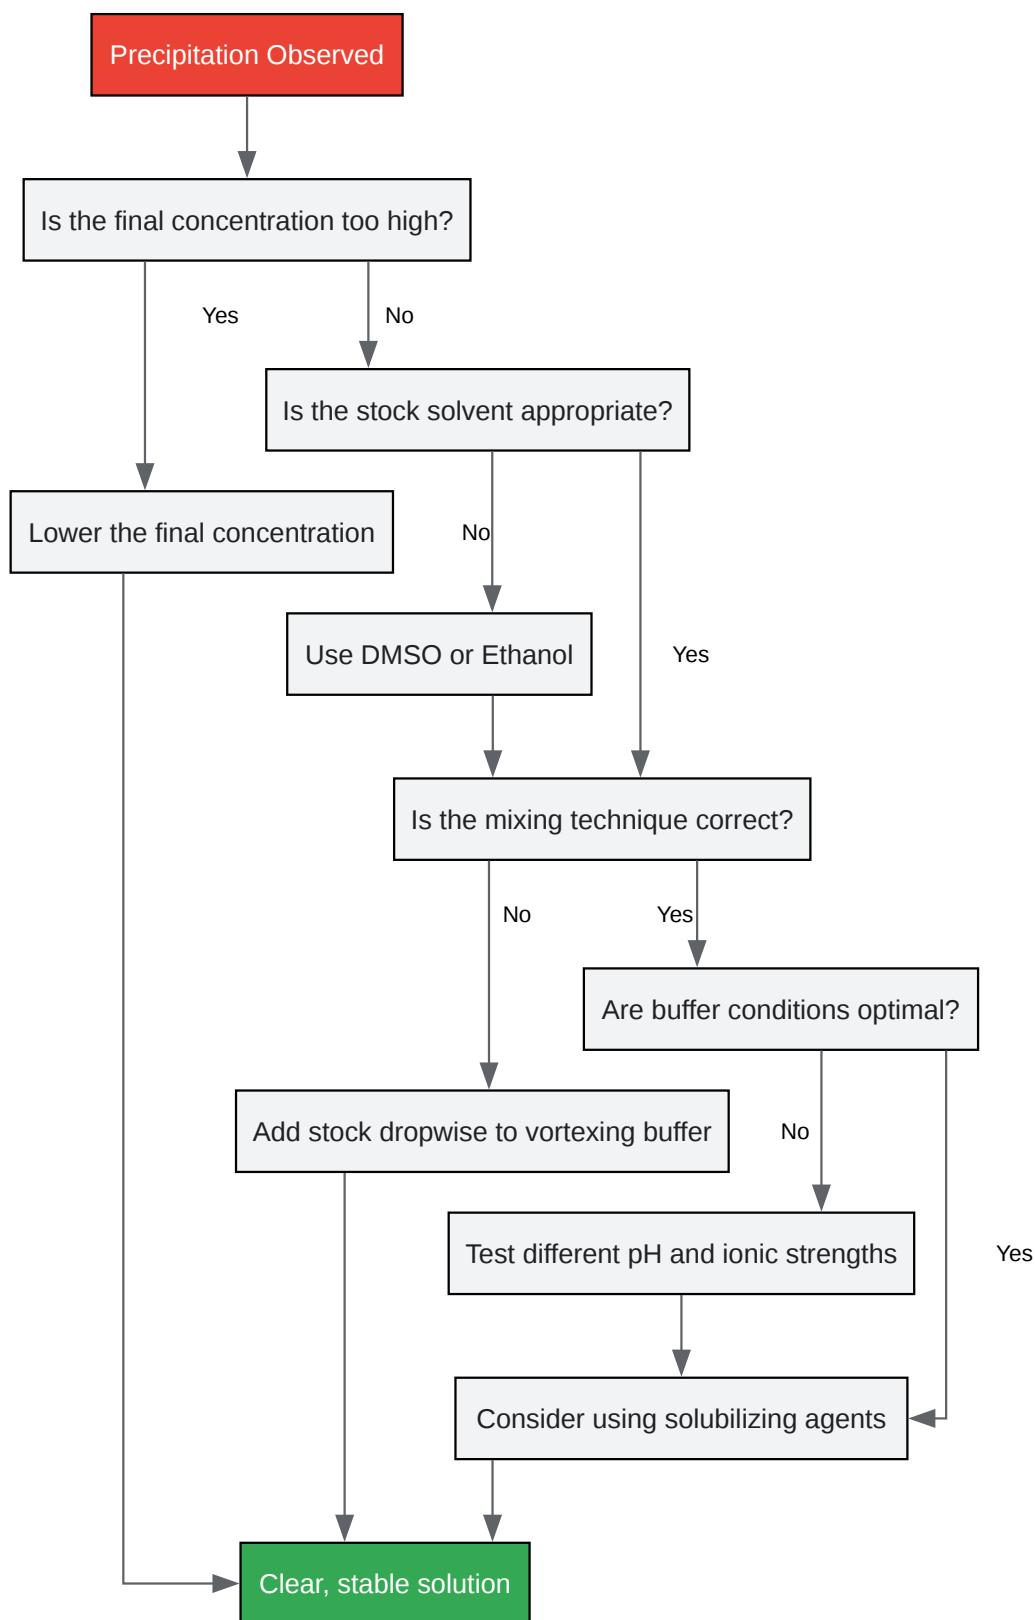 Precipitation Observed
Is the final concentration too high?
Yes
No
Is the stock solvent appropriate?
Lower the final concentration
No
Use DMSO or Ethanol
Yes
Is the mixing technique correct?
No
Yes
Are buffer conditions optimal?
Add stock dropwise to vortexing buffer
No
Test different pH and ionic strengths
Yes
Consider using solubilizing agents
Clear, stable solution